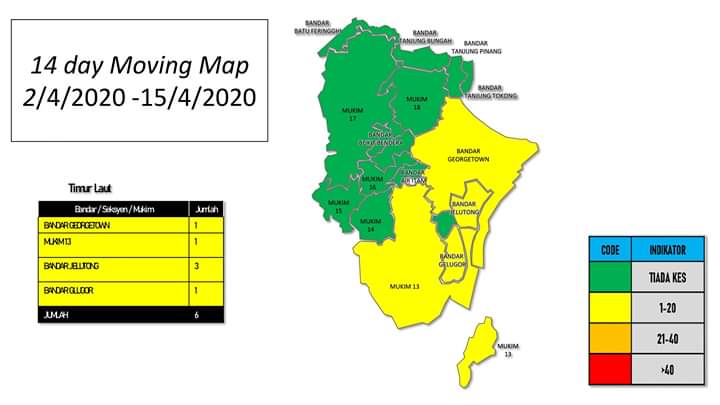 14 day Moving Map
2/4/2020 -15/4/2020
Timur Laut
Bandar / Seksyen / Mukim Jumlah
BANDAR GEORGETOWN 1
MUKIM 13 1
BANDAR JELUTONG 3
BANDAR GLUGOR 1
JUMLAH 6
BANDAR
BATU FERINGGHI
BANDAR
TANJUNG BUNGAH
BANDAR
TANJUNG PINANG
BANDAR
TANJUNG TOKONG
MUKIM
17
MUKIM
18
BANDAR
BUKIT BENDERA
BANDAR
GEORGETOWN
BANDAR
AIR ITAM
MUKIM
16
MUKIM
15
MUKIM
14
BANDAR
JELUTONG
BANDAR
GELUGOR
MUKIM 13
MUKIM
13
CODE INDIKATOR
TIADA KES
1-20
21-40
>40